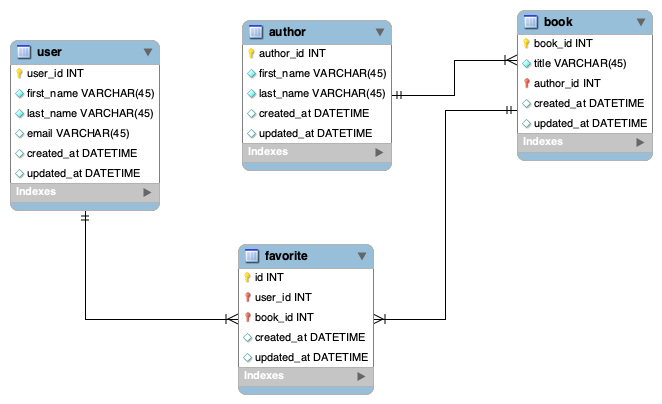 user
user_id INT
first_name VARCHAR(45)
last_name VARCHAR(45)
email VARCHAR(45)
created_at DATETIME
updated_at DATETIME
Indexes
author
author_id INT
first_name VARCHAR(45)
last_name VARCHAR(45)
created_at DATETIME
updated_at DATETIME
Indexes
book
book_id INT
title VARCHAR(45)
author_id INT
created_at DATETIME
updated_at DATETIME
Indexes
favorite
id INT
user_id INT
book_id INT
created_at DATETIME
updated_at DATETIME
Indexes